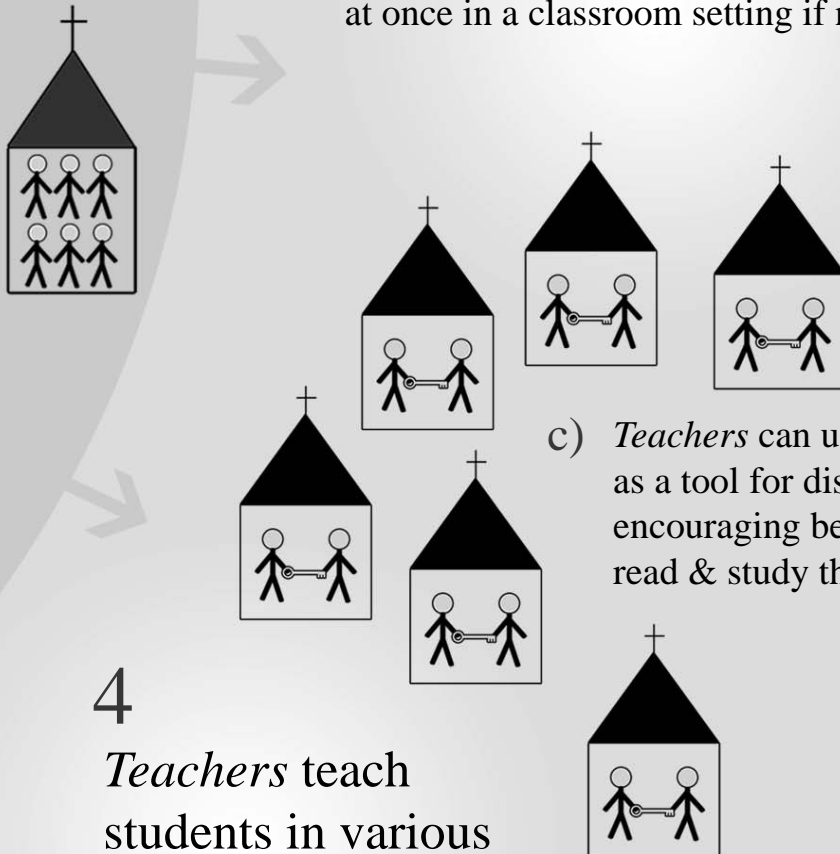 at once in a classroom setting if
c) Teachers can
as a tool for
encouraging
read & study
4
Teachers teach
students in various